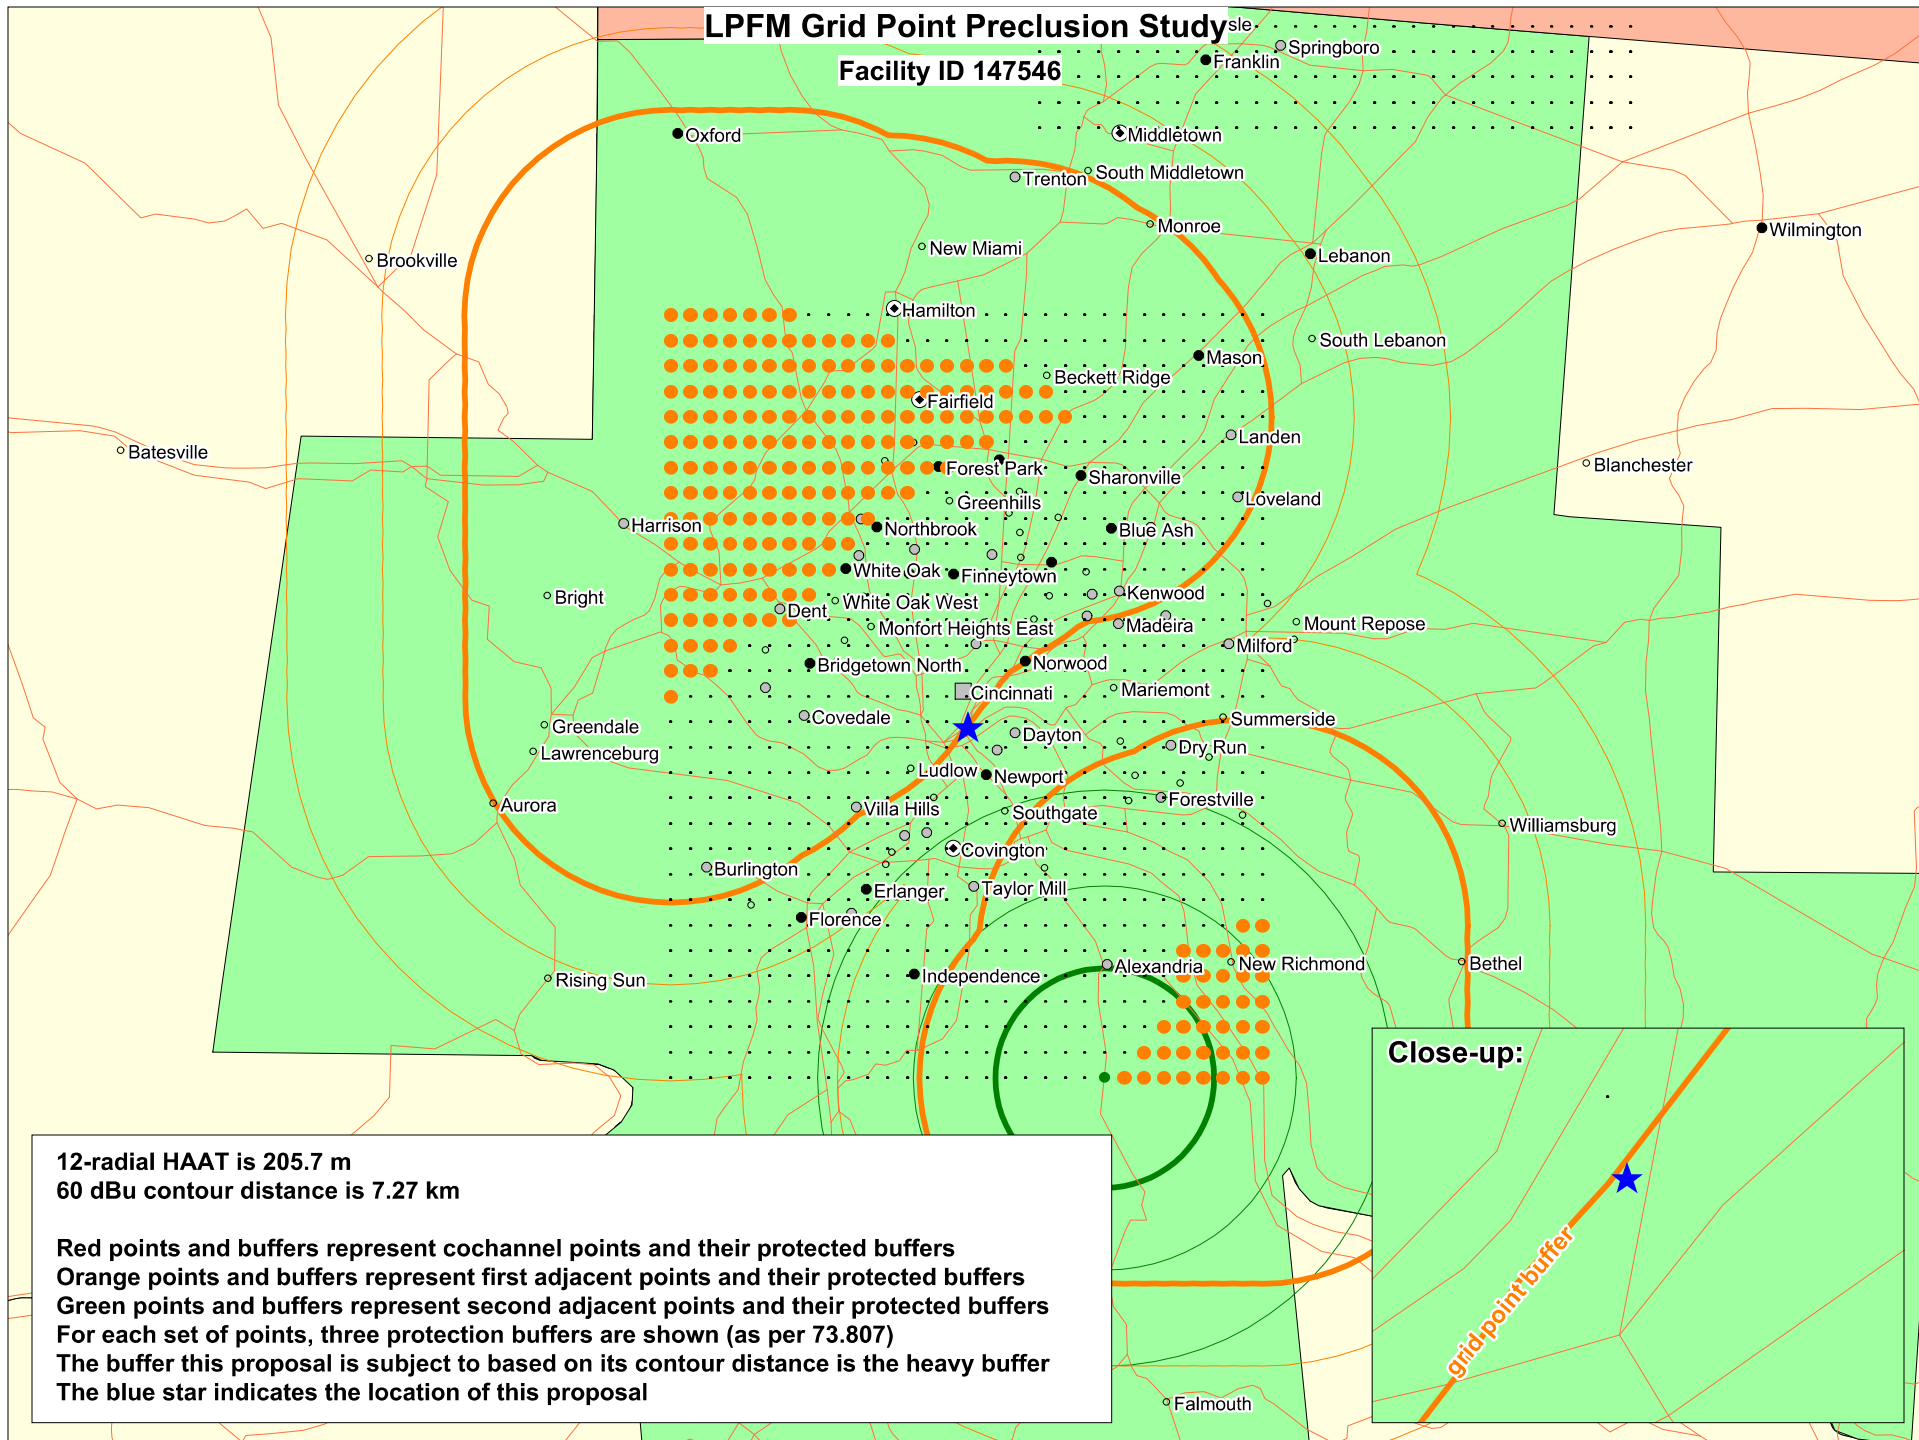 LPFM Grid Point Preclusion Study
Facility ID 147546
sle
Springboro
Franklin
Oxford
Middletown
Trenton
South Middletown
Monroe
Wilmington
New Miami
Lebanon
Brookville
Hamilton
South Lebanon
Mason
Beckett Ridge
Fairfield
Landen
Batesville
Forest Park
Blanchester
Sharonville
Greenhills
Loveland
Harrison
Northbrook
Blue Ash
White Oak
Finneytown
Kenwood
Bright
White Oak West
Dent
Monfort Heights East
Madeira
Mount Repose
Milford
Bridgetown North
Norwood
Cincinnati
Mariemont
Covedale
Summerside
Greendale
Dayton
Dry Run
Lawrenceburg
Ludlow
Newport
Aurora
Villa Hills
Southgate
Forestville
Williamsburg
Covington
Burlington
Erlanger
Taylor Mill
Florence
Alexandria
New Richmond
Bethel
Rising Sun
Independence
Close-up:
grid point buffer
12-radial HAAT is 205.7 m
60 dBu contour distance is 7.27 km
Red points and buffers represent cochannel points and their protected buffers
Orange points and buffers represent first adjacent points and their protected buffers
Green points and buffers represent second adjacent points and their protected buffers
For each set of points, three protection buffers are shown (as per 73.807)
The buffer this proposal is subject to based on its contour distance is the heavy buffer
The blue star indicates the location of this proposal
Falmouth